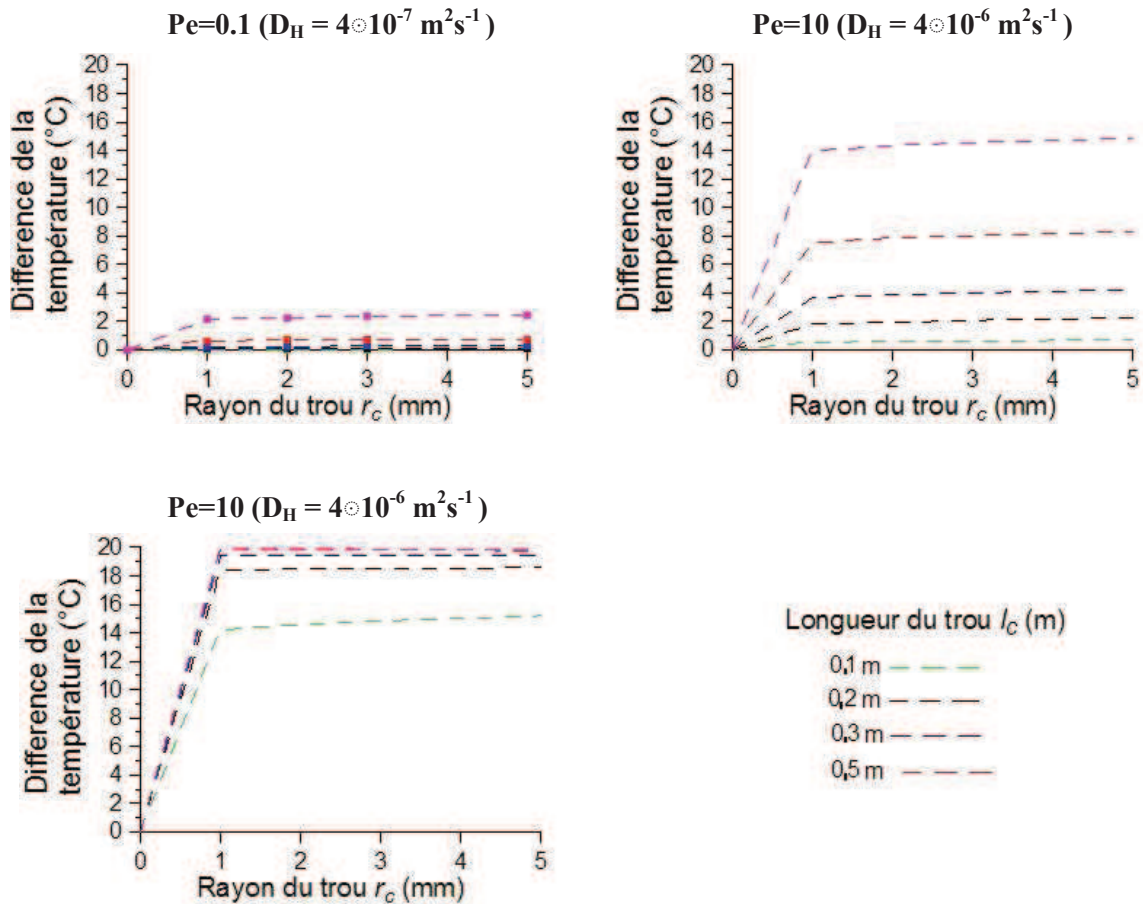 Pe=0.1 (D_H = 4⊙10^-7 m^2s^-1 )
20
18
16
14
12
10
8
6
4
2
0
Difference de la
température (°C)
0 1 2 3 4 5
Rayon du trou r_c (mm)
Pe=10 (D_H = 4⊙10^-6 m^2s^-1)
20
18
16
14
12
10
8
6
4
2
0
Difference de la
température (°C)
0 1 2 3 4 5
Rayon du trou r_c (mm)
Pe=10 (D_H = 4⊙10^-6 m^2s^-1 )
20
18
16
14
12
10
8
6
4
2
0
Difference de la
température (°C)
0 1 2 3 4 5
Rayon du trou r_c (mm)
Longueur du trou l_c (m)
0,1 m
0,2 m
0,3 m
0,5 m